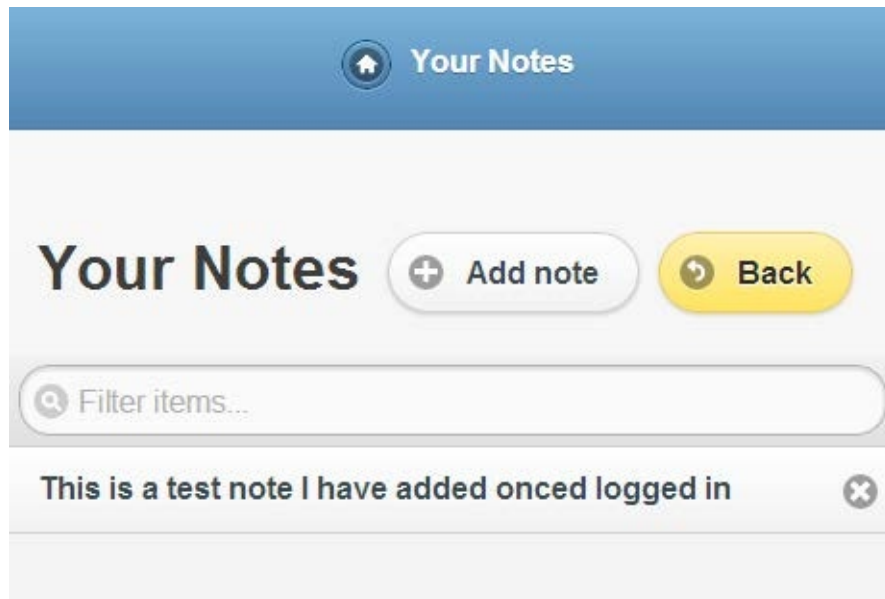 Your Notes
Your Notes Add note Back
Filter items...
This is a test note I have added onced logged in